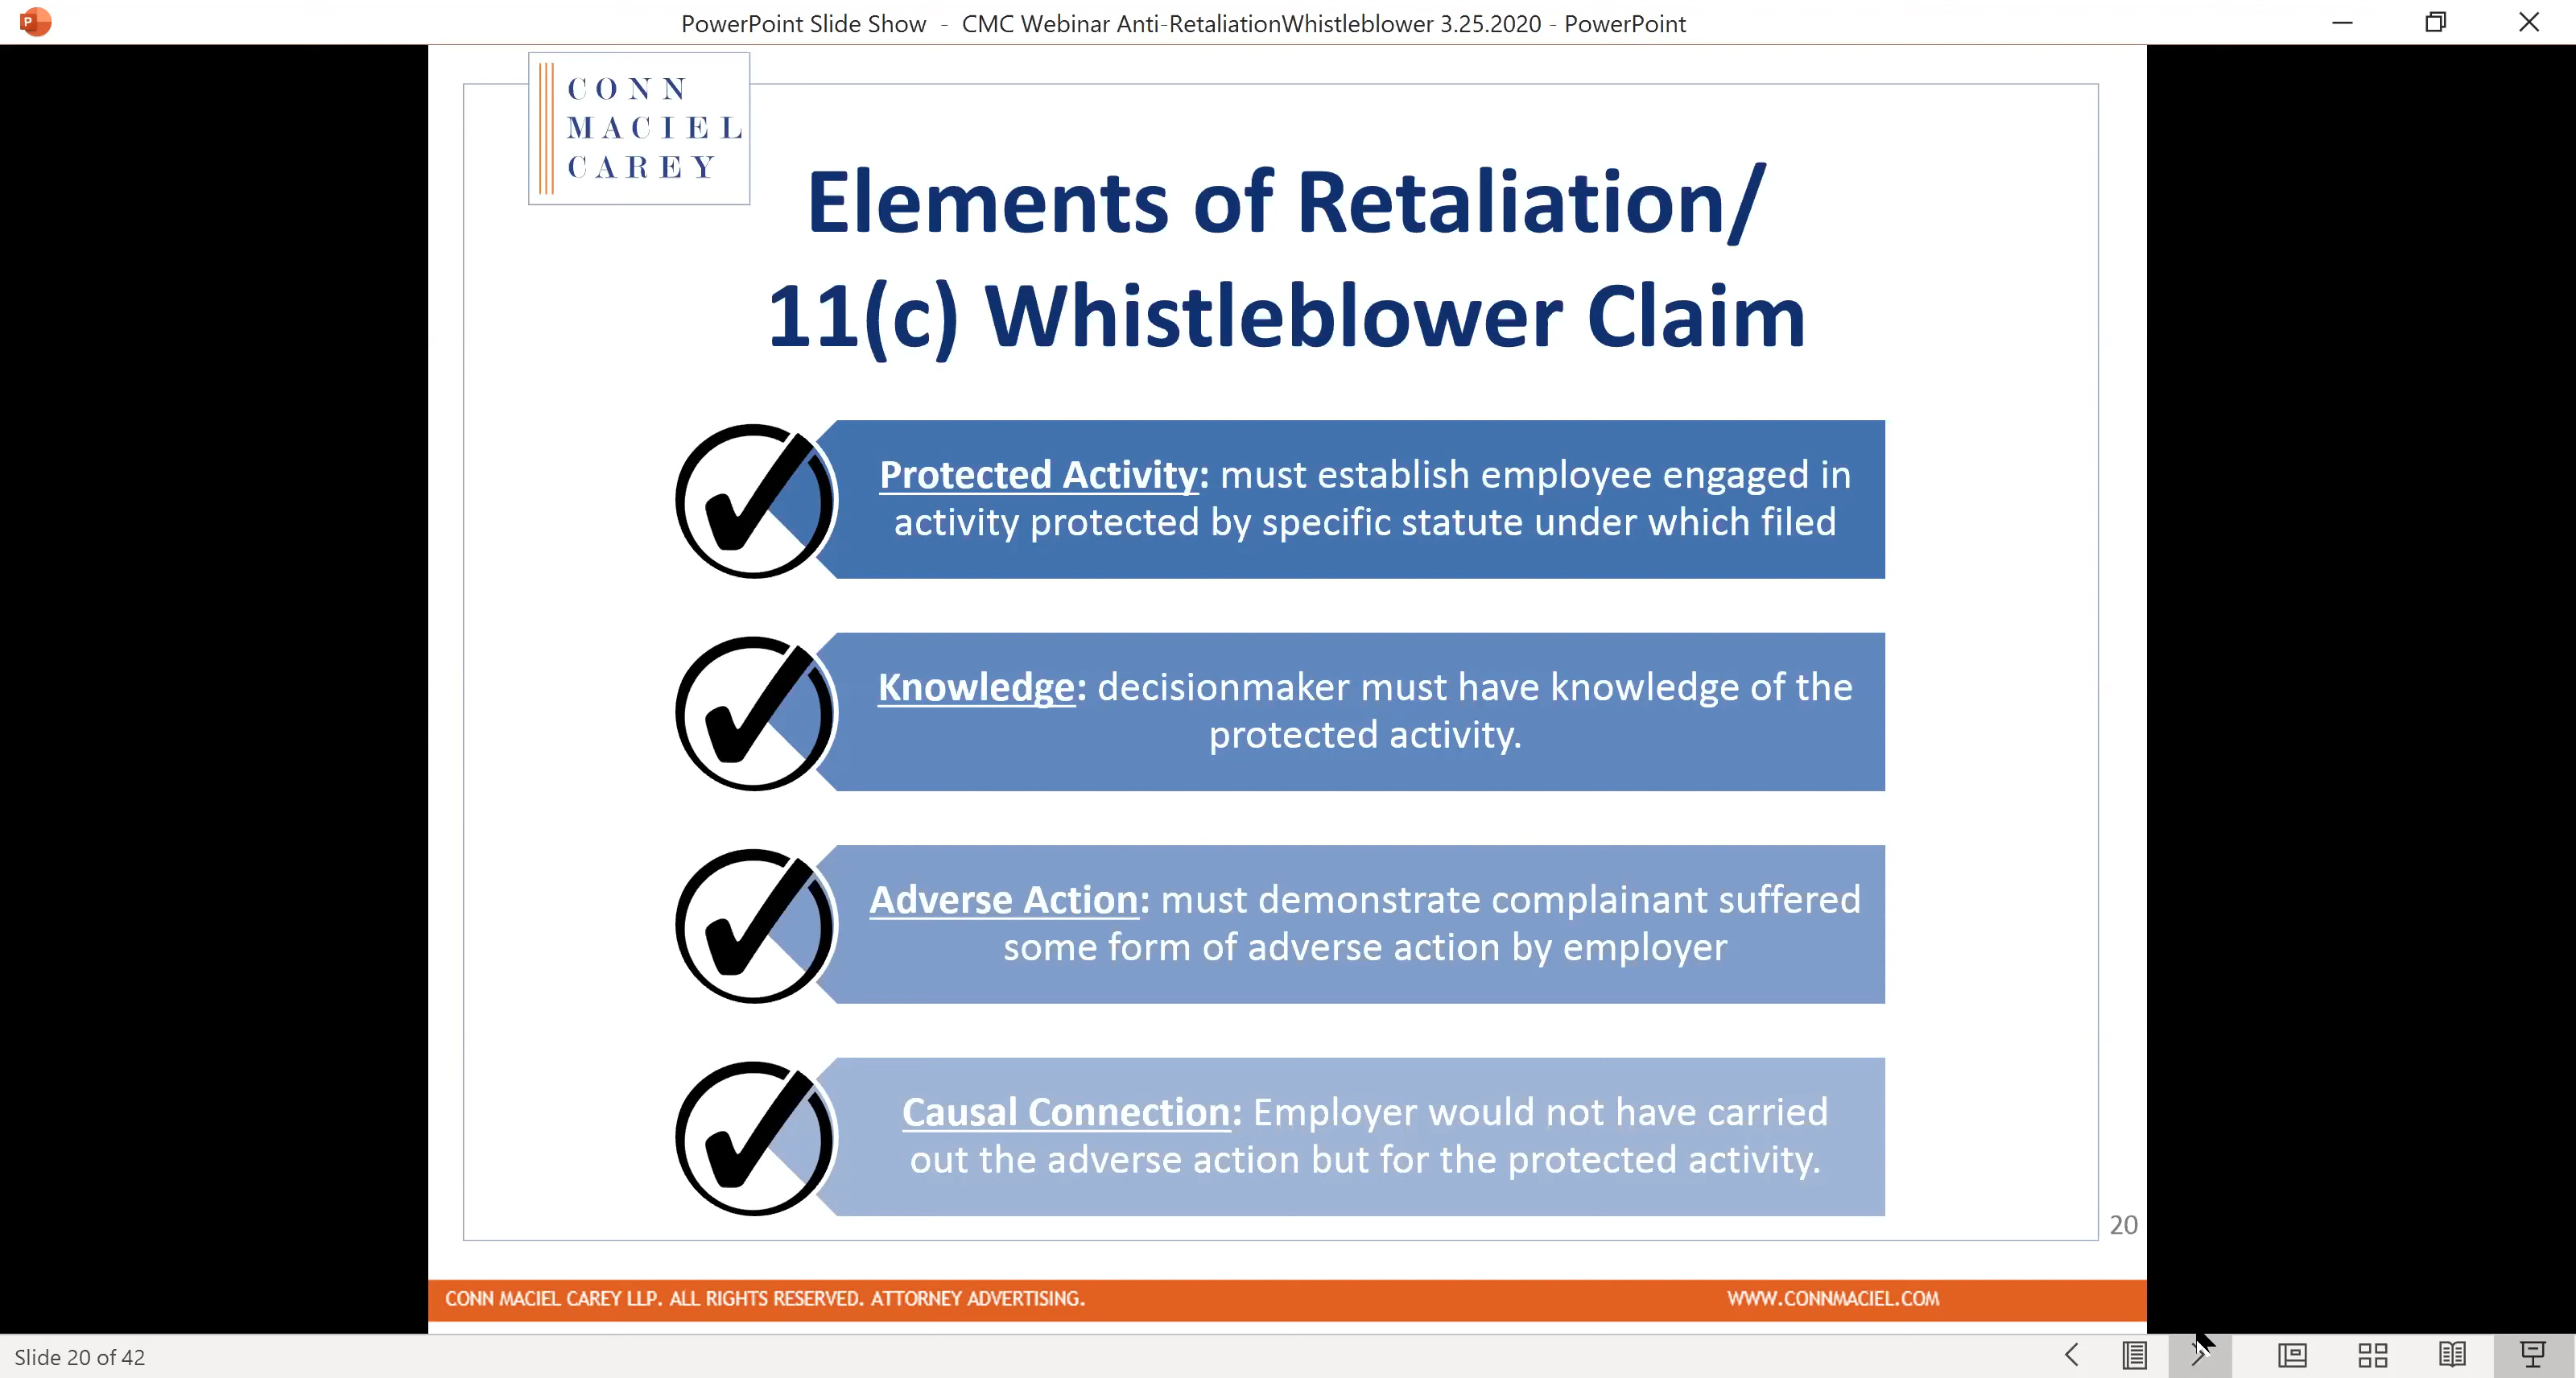 PowerPoint Slide Show - CMC Webinar Anti-RetaliationWhistleblower 3.25.2020 - PowerPoint
CONN
MACIEL
CAREY
Elements of Retaliation/
11(c) Whistleblower Claim
Protected Activity: must establish employee engaged in
activity protected by specific statute under which filed
Knowledge: decisionmaker must have knowledge of the
protected activity.
Adverse Action: must demonstrate complainant suffered
some form of adverse action by employer
Causal Connection: Employer would not have carried
out the adverse action but for the protected activity.
20
CONN MACIEL CAREY LLP. ALL RIGHTS RESERVED. ATTORNEY ADVERTISING.
WWW.CONNMACIEL.COM
Slide 20 of 42